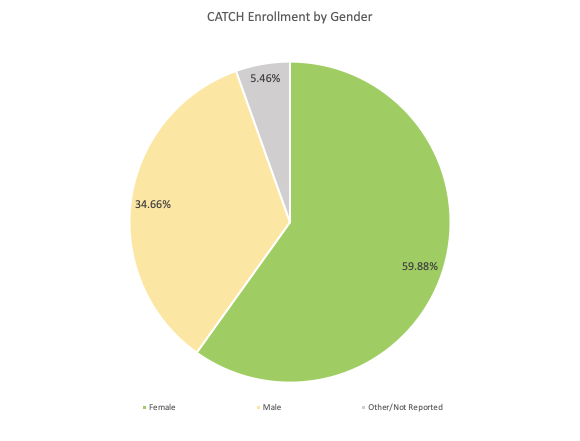 CATCH Enrollment by Gender
5.46%
34.66%
59.88%
Female Male Other/Not Reported